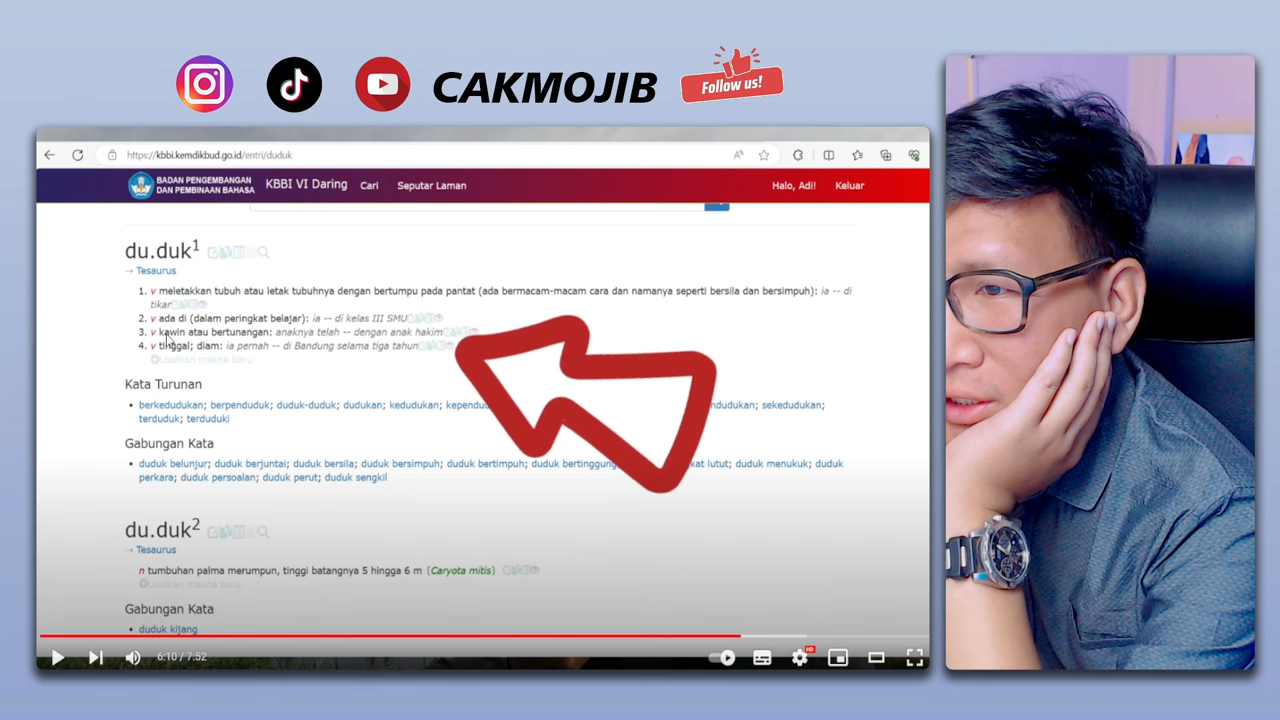 CAKMOJIB
Follow us!
https://kbbi.kemdikbud.go.id/entri/duduk
BADAN PENGEMBANGAN
DAN PEMBINAAN BAHASA
KBBI VI Daring
Cari
Seputar Laman
Halo, Adi!
Keluar
du.duk1
→ Tesaurus
1. v meletakkan tubuh atau letak tubuhnya dengan bertumpu pada pantat (ada bermacam-macam cara dan namanya seperti bersila dan bersimpuh): ia -- di
tikar
2. v ada di (dalam peringkat belajar): ia -- di kelas III SMU
3. v kawin atau bertunangan: anaknya telah -- dengan anak hakim
4. v tinggal; diam: ia pernah -- di Bandung selama tiga tahun
Usulkan makna baru
Kata Turunan
• berkedudukan; berpenduduk; duduk-duduk; dudukan; kedudukan; sekedudukan;
terduduk; terduduki
Gabungan Kata
• duduk belunjur; duduk berjuntai; duduk bersila; duduk bersimpuh; duduk bertimpuh; duduk lutut; duduk menukuk; duduk
perkara; duduk persoalan; duduk perut; duduk sengkil
du.duk2
→ Tesaurus
n tumbuhan palma merumpun, tinggi batangnya 5 hingga 6 m (Caryota mitis)
Usulkan makna baru
Gabungan Kata
• duduk kijang
6:10 / 7:52
HD